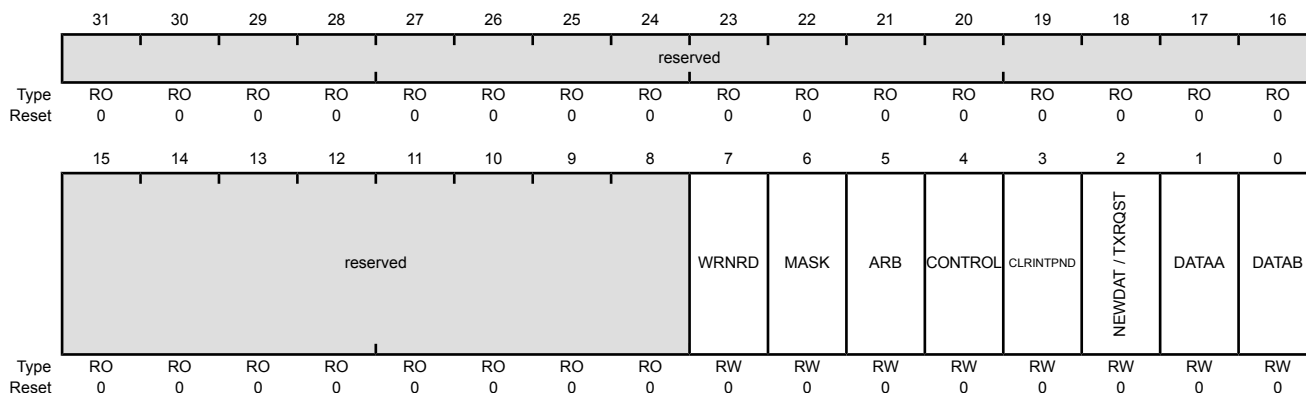 31 30 29 28 27 26 25 24 23 22 21 20 19 18 17 16
reserved
Type RO RO RO RO RO RO RO RO RO RO RO RO RO RO RO RO
Reset 0 0 0 0 0 0 0 0 0 0 0 0 0 0 0 0
15 14 13 12 11 10 9 8 7 6 5 4 3 2 1 0
reserved WRNRD MASK ARB CONTROL CLRINTPND NEWDAT / TXRQST DATAA DATAB
Type RO RO RO RO RO RO RO RO RW RW RW RW RW RW RW RW
Reset 0 0 0 0 0 0 0 0 0 0 0 0 0 0 0 0